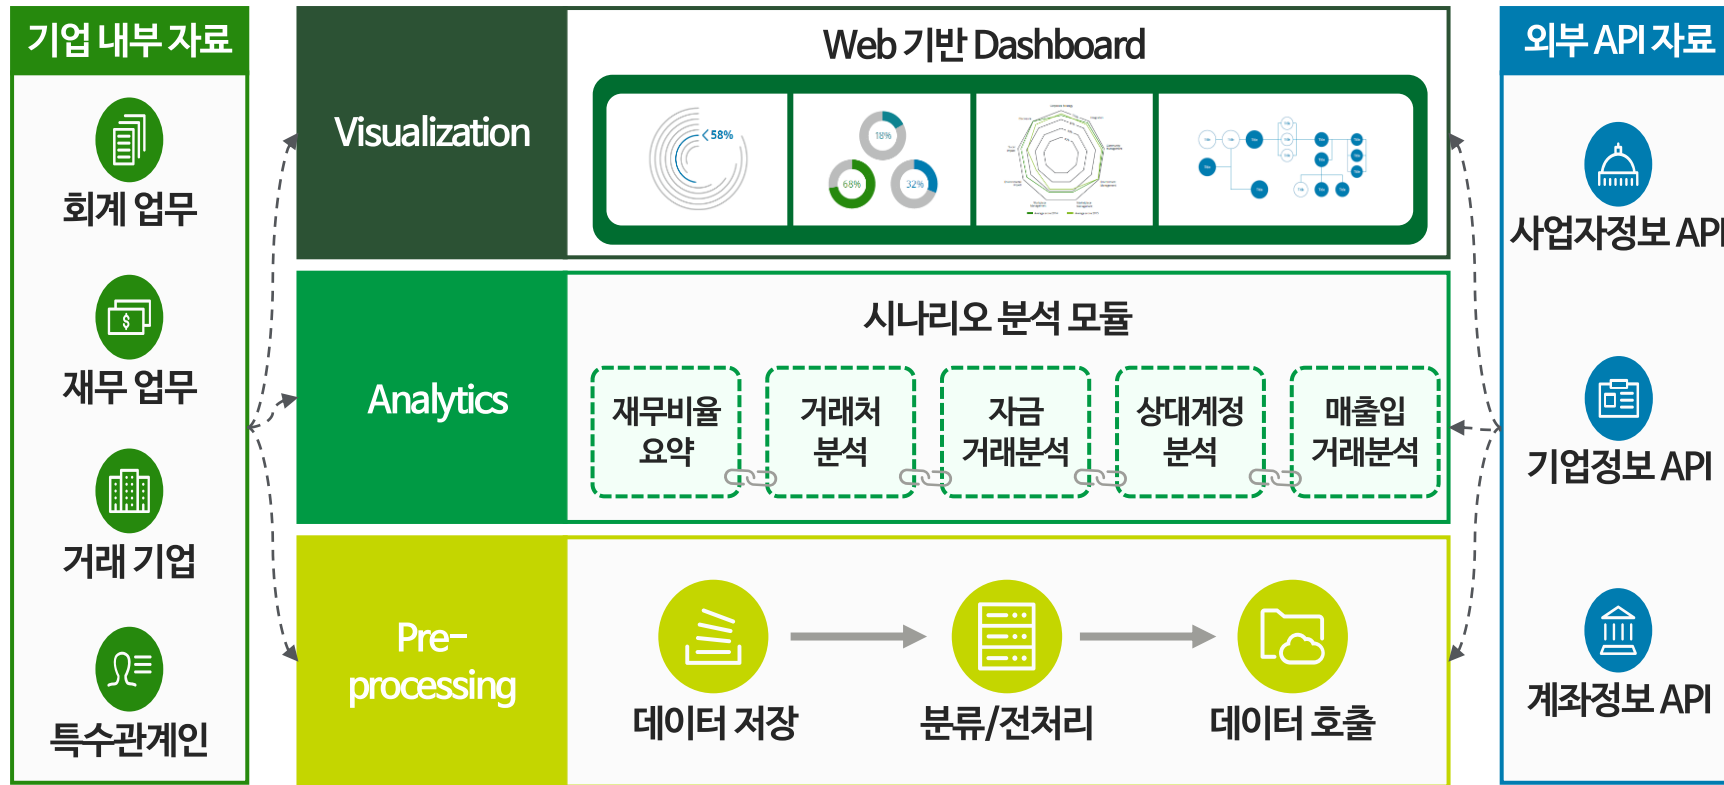 기업 내부 자료
회계 업무
재무 업무
거래 기업
특수관계인
Visualization
Web 기반 Dashboard
58%
18%
68%
32%
Analytics
시나리오 분석 모듈
재무비율
요약
거래처
분석
자금
거래분석
상대계정
분석
매출입
거래분석
Pre-
processing
데이터 저장
분류/전처리
데이터 호출
외부 API 자료
사업자정보 API
기업정보 API
계좌정보 API